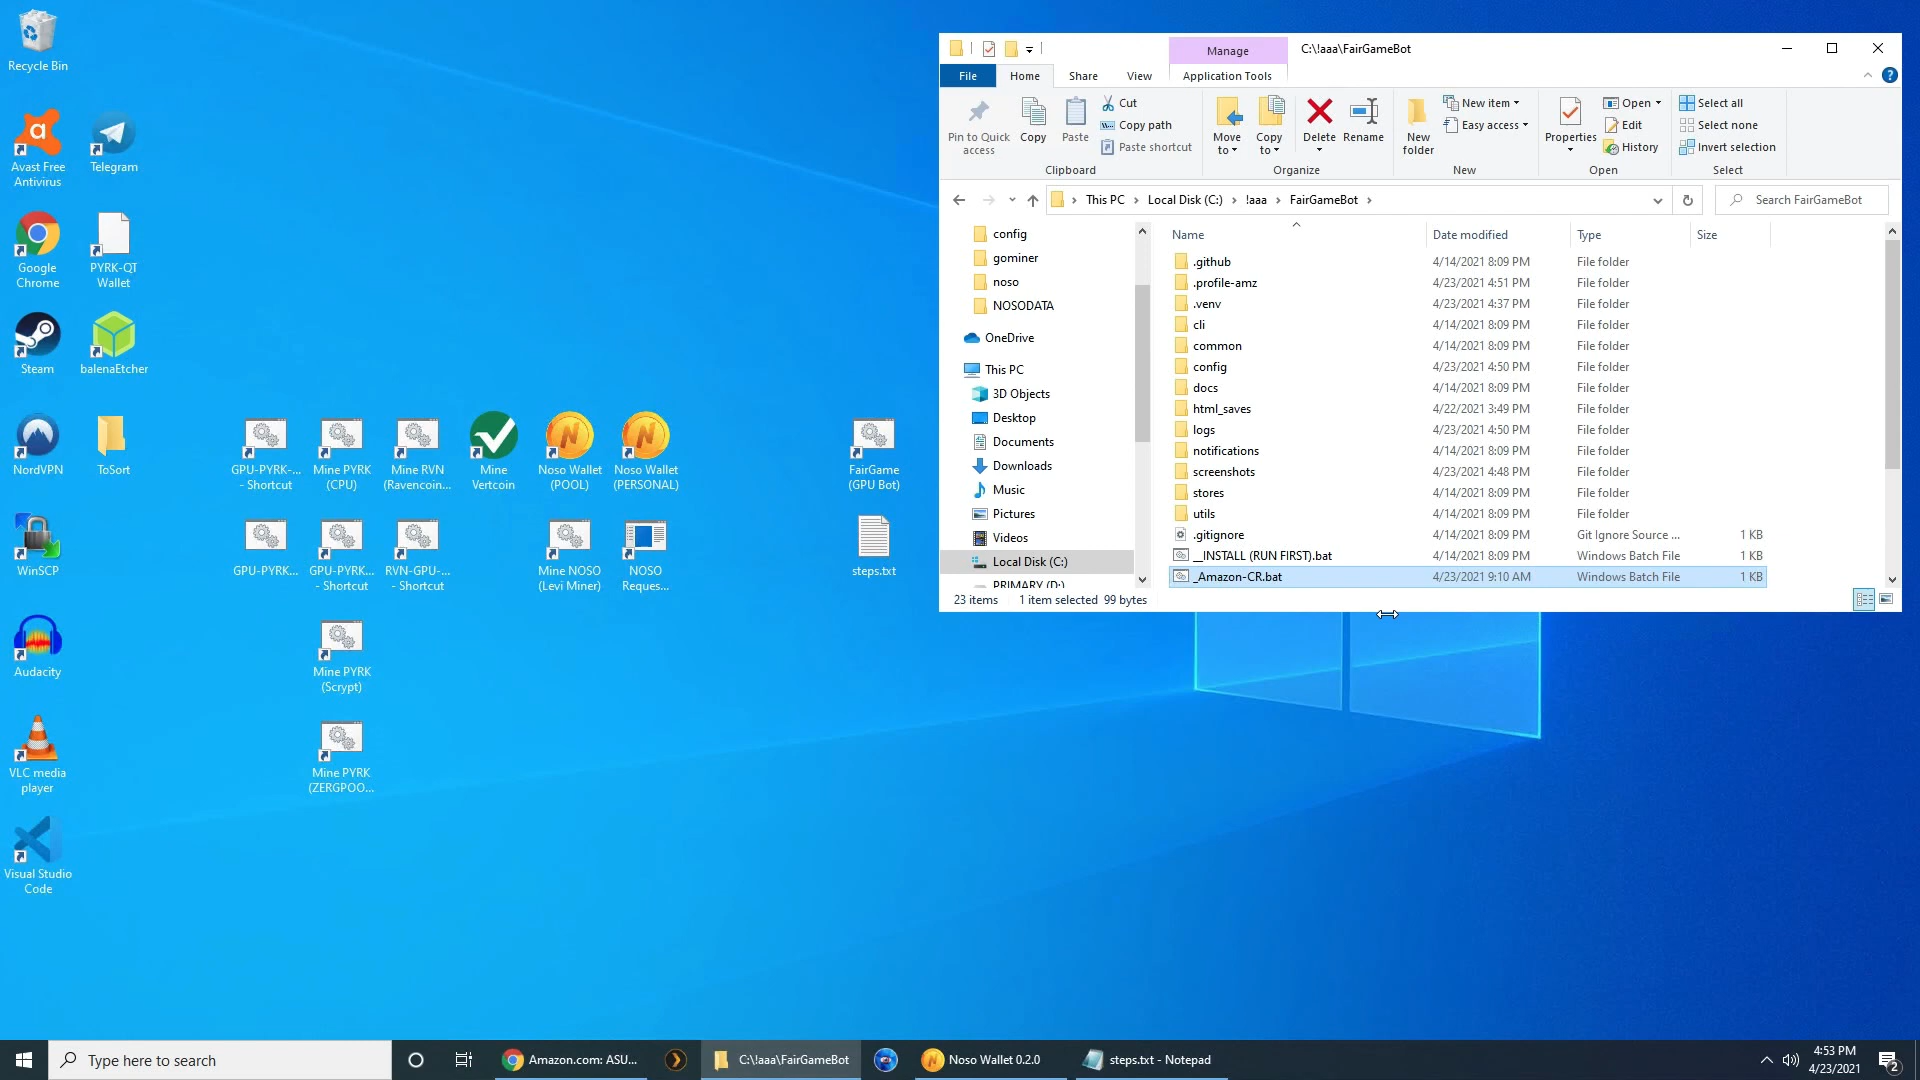 Recycle Bin
Avast Free
Antivirus
Telegram
Google
Chrome
PYRK-QT
Wallet
Steam
balenaEtcher
NordVPN
ToSort
GPU-PYRK-...
- Shortcut
Mine PYRK
(CPU)
Mine RVN
(Ravencoin...
Mine
Vertcoin
Noso Wallet
(POOL)
Noso Wallet
(PERSONAL)
FairGame
(GPU Bot)
WinSCP
GPU-PYRK...
GPU-PYRK...
- Shortcut
RVN-GPU-...
- Shortcut
Mine NOSO
(Levi Miner)
NOSO
Reques...
steps.txt
Audacity
Mine PYRK
(Scrypt)
VLC media
player
Mine PYRK
(ZERGPOO...
Visual Studio
Code
Manage
C:\!aaa\FairGameBot
File
Home
Share
View
Application Tools
Pin to Quick
access
Copy
Paste
Cut
Copy path
Paste shortcut
Clipboard
Move
to
Copy
to
Delete
Rename
Organize
New
folder
New item
Easy access
New
Properties
Open
Edit
History
Open
Select all
Select none
Invert selection
Select
This PC
Local Disk (C:)
!aaa
FairGameBot
Search FairGameBot
config
gominer
noso
NOSODATA
OneDrive
This PC
3D Objects
Desktop
Documents
Downloads
Music
Pictures
Videos
Local Disk (C:)
PRIMARY (D:)
Name Date modified Type Size
.github 4/14/2021 8:09 PM File folder
.profile-amz 4/23/2021 4:51 PM File folder
.venv 4/23/2021 4:37 PM File folder
cli 4/14/2021 8:09 PM File folder
common 4/14/2021 8:09 PM File folder
config 4/23/2021 4:50 PM File folder
docs 4/14/2021 8:09 PM File folder
html_saves 4/22/2021 3:49 PM File folder
logs 4/23/2021 4:50 PM File folder
notifications 4/14/2021 8:09 PM File folder
screenshots 4/23/2021 4:48 PM File folder
stores 4/14/2021 8:09 PM File folder
utils 4/14/2021 8:09 PM File folder
.gitignore 4/14/2021 8:09 PM Git Ignore Source ... 1 KB
__INSTALL (RUN FIRST).bat 4/14/2021 8:09 PM Windows Batch File 1 KB
_Amazon-CR.bat 4/23/2021 9:10 AM Windows Batch File 1 KB
23 items 1 item selected 99 bytes
Type here to search
Amazon.com: ASU...
C:\!aaa\FairGameBot
Noso Wallet 0.2.0
steps.txt - Notepad
4:53 PM
4/23/2021
2